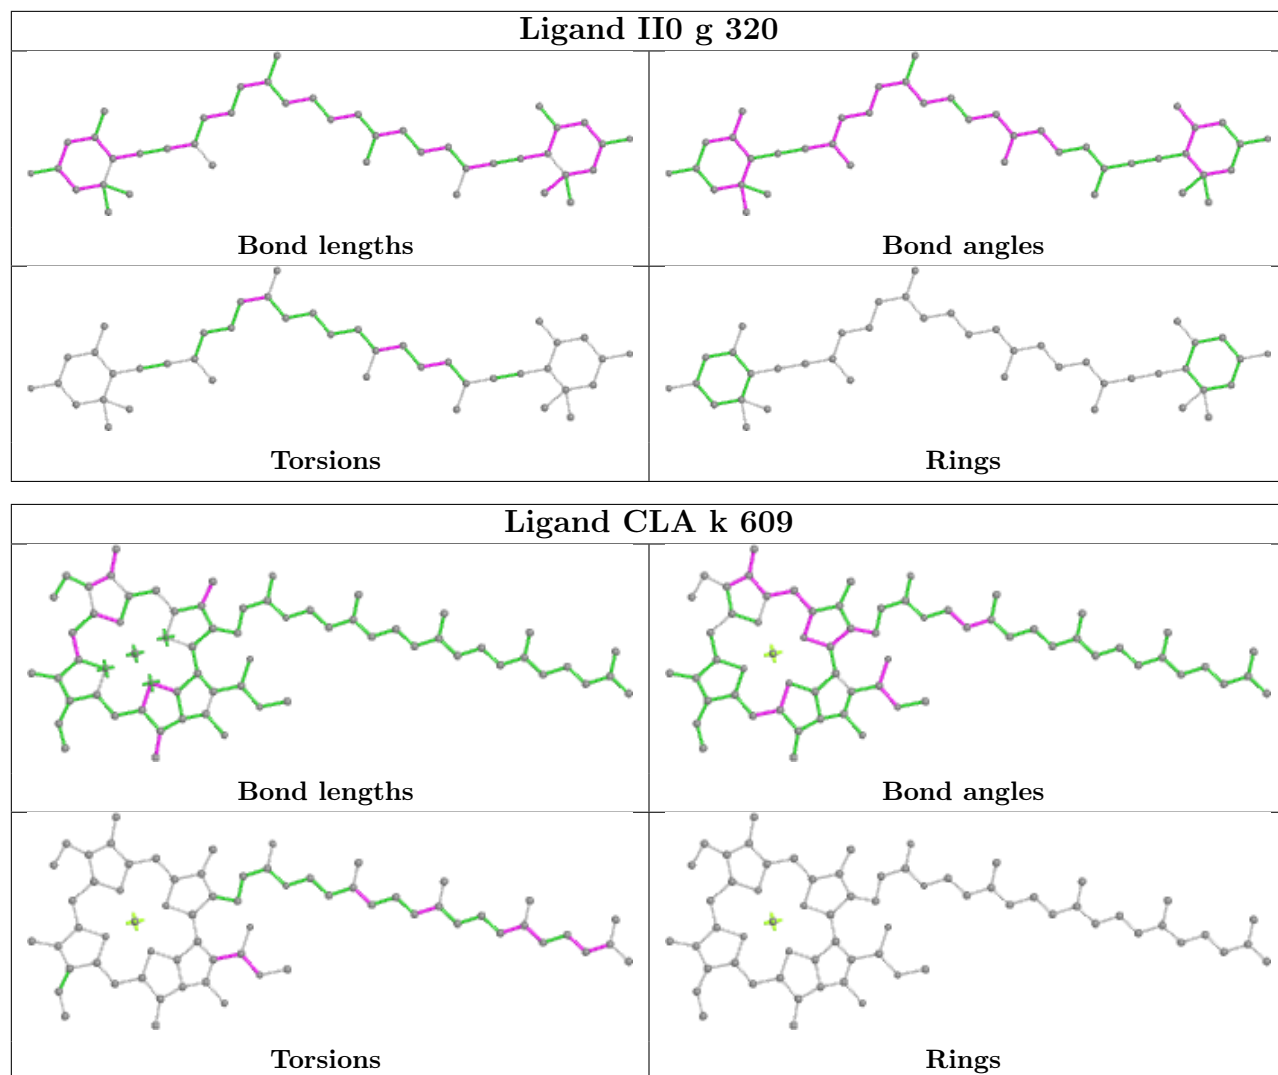 Ligand II0 g 320
Bond lengths
Bond angles
Torsions
Rings
Ligand CLA k 609
Bond lengths
Bond angles
Torsions
Rings